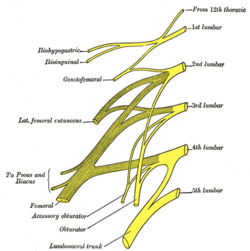 From 12th thoracic
1st lumbar
Iliohypogastric
Ilioinguinal
2nd lumbar
Genitofemoral
3rd lumbar
Lat. femoral cutaneous
4th lumbar
To Psoas and
Iliacus
5th lumbar
Femoral
Accessory obturator
Obturator
Lumbosacral trunk